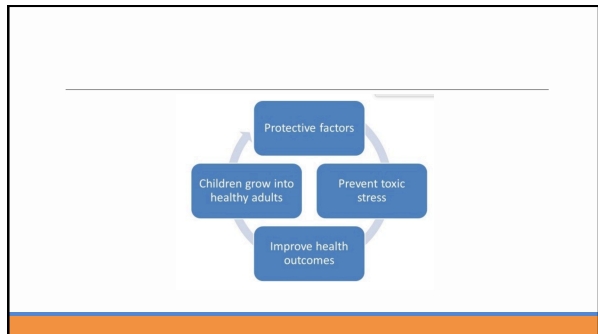 Protective factors
Prevent toxic
stress
Improve health
outcomes
Children grow into
healthy adults